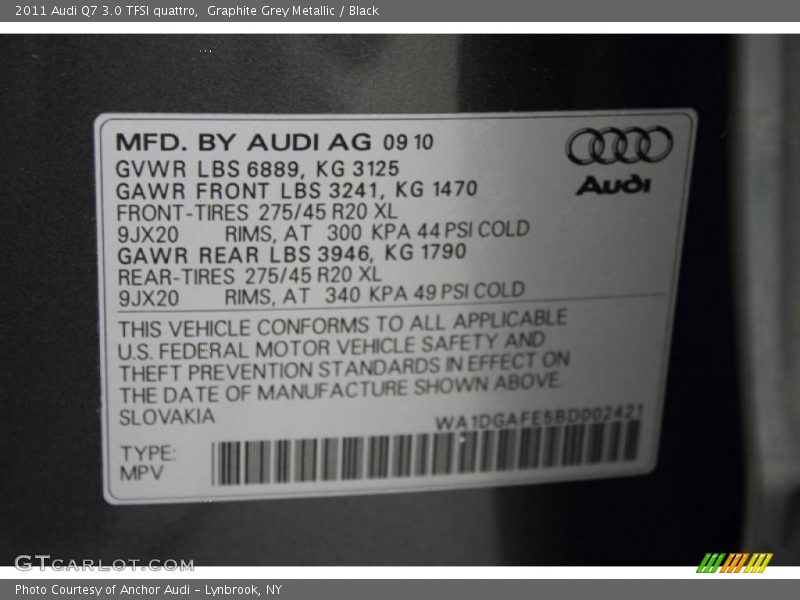 2011 Audi Q7 3.0 TFSI quattro,  Graphite Grey Metallic / Black
MFD. BY AUDI AG 09 10
GVWR LBS 6889, KG 3125
GAWR FRONT LBS 3241, KG 1470
FRONT-TIRES 275/45 R20 XL
9JX20 RIMS, AT 300 KPA 44 PSI COLD
GAWR REAR LBS 3946, KG 1790
REAR-TIRES 275/45 R20 XL
9JX20 RIMS, AT 340 KPA 49 PSI COLD
Audi
THIS VEHICLE CONFORMS TO ALL APPLICABLE
U.S. FEDERAL MOTOR VEHICLE SAFETY AND
THEFT PREVENTION STANDARDS IN EFFECT ON
THE DATE OF MANUFACTURE SHOWN ABOVE.
SLOVAKIA
WA1DGAFE5BD002421
TYPE:
MPV
GTCARLOT.COM
Photo Courtesy of Anchor Audi - Lynbrook, NY